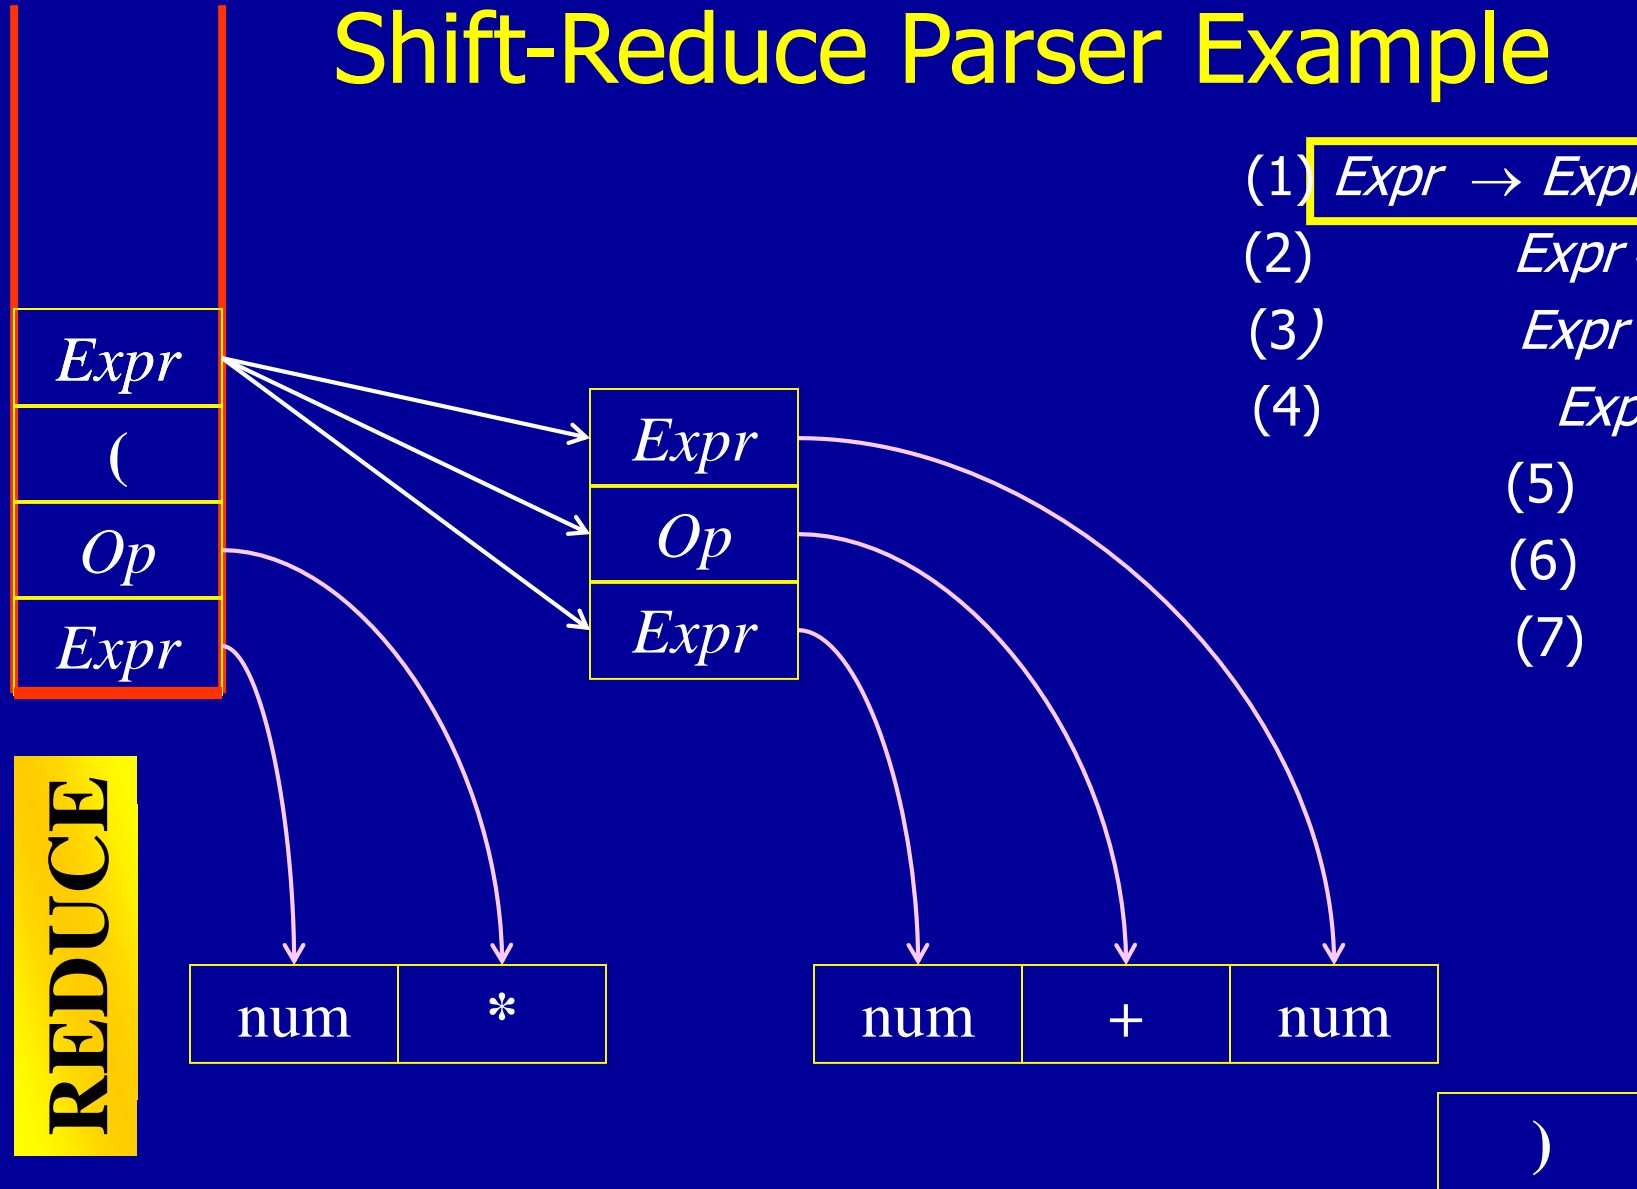 Shift-Reduce Parser Example
(1) Expr → Expr
(2) Expr
(3) Expr
(4) Exp
(5)
(6)
(7)
Expr
(
Op
Expr
Expr
Op
Expr
REDUCE
num * num + num
)